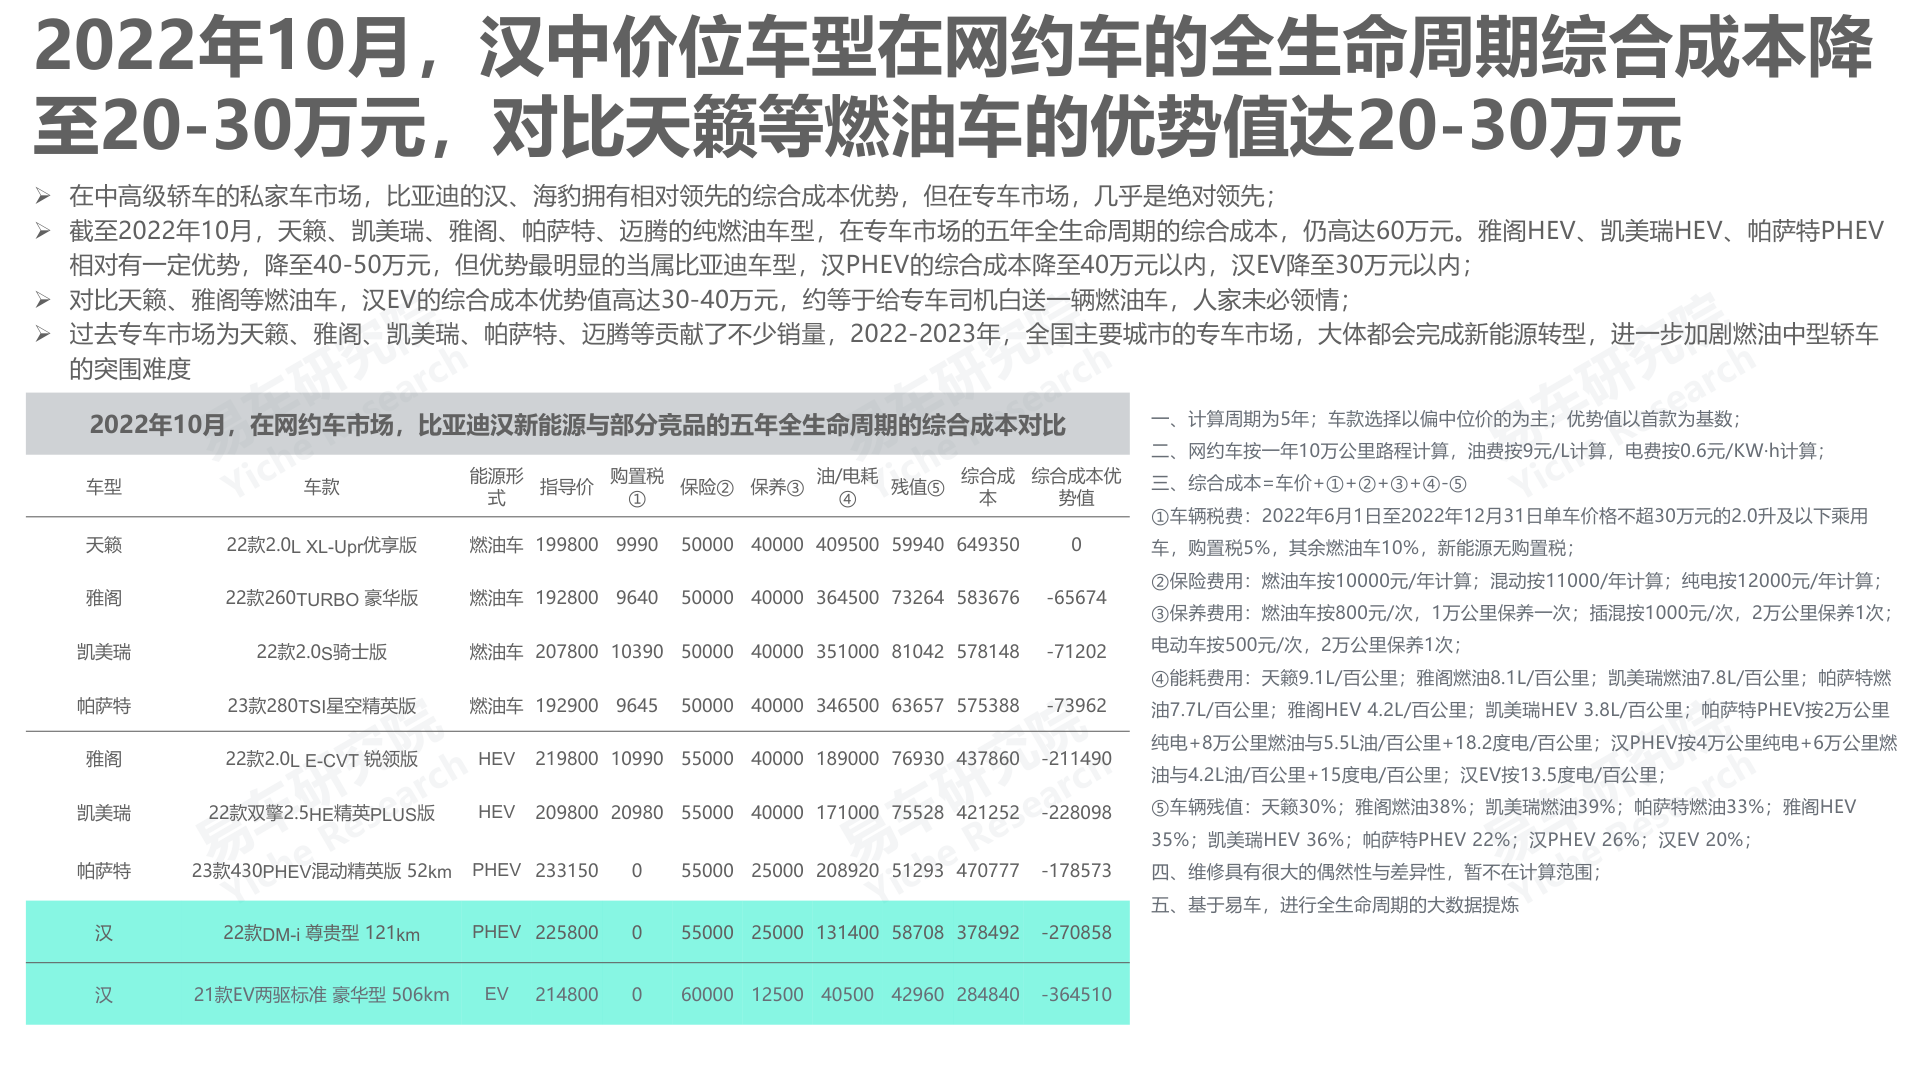 2022年10月，汉中价位车型在网约车的全生命周期综合成本降
至20-30万元，对比天籁等燃油车的优势值达20-30万元
➢ 在中高级轿车的私家车市场，比亚迪的汉、海豹拥有相对领先的综合成本优势，但在专车市场，几乎是绝对领先；
➢ 截至2022年10月，天籁、凯美瑞、雅阁、帕萨特、迈腾的纯燃油车型，在专车市场的五年全生命周期的综合成本，仍高达60万元。雅阁HEV、凯美瑞HEV、帕萨特PHEV
相对有一定优势，降至40-50万元，但优势最明显的当属比亚迪车型，汉PHEV的综合成本降至40万元以内，汉EV降至30万元以内；
➢ 对比天籁、雅阁等燃油车，汉EV的综合成本优势值高达30-40万元，约等于给专车司机白送一辆燃油车，人家未必领情；
➢ 过去专车市场为天籁、雅阁、凯美瑞、帕萨特、迈腾等贡献了不少销量，2022-2023年，全国主要城市的专车市场，大体都会完成新能源转型，进一步加剧燃油中型轿车
的突围难度
2022年10月，在网约车市场，比亚迪汉新能源与部分竞品的五年全生命周期的综合成本对比
车型 车款 能源形式 指导价 购置税① 保险② 保养③ 油/电耗④ 残值⑤ 综合成本 综合成本优势值
天籁 22款2.0L XL-Upr优享版 燃油车 199800 9990 50000 40000 409500 59940 649350 0
雅阁 22款260TURBO 豪华版 燃油车 192800 9640 50000 40000 364500 73264 583676 -65674
凯美瑞 22款2.0S骑士版 燃油车 207800 10390 50000 40000 351000 81042 578148 -71202
帕萨特 23款280TSI星空精英版 燃油车 192900 9645 50000 40000 346500 63657 575388 -73962
雅阁 22款2.0L E-CVT 锐领版 HEV 219800 10990 55000 40000 189000 76930 437860 -211490
凯美瑞 22款双擎2.5HE精英PLUS版 HEV 209800 20980 55000 40000 171000 75528 421252 -228098
帕萨特 23款430PHEV混动精英版 52km PHEV 233150 0 55000 25000 208920 51293 470777 -178573
汉 22款DM-i 尊贵型 121km PHEV 225800 0 55000 25000 131400 58708 378492 -270858
汉 21款EV两驱标准 豪华型 506km EV 214800 0 60000 12500 40500 42960 284840 -364510
一、计算周期为5年；车款选择以偏中位价的为主；优势值以首款为基数；
二、网约车按一年10万公里路程计算，油费按9元/L计算，电费按0.6元/KW·h计算；
三、综合成本=车价+①+②+③+④-⑤
①车辆税费：2022年6月1日至2022年12月31日单车价格不超30万元的2.0升及以下乘用
车，购置税5%，其余燃油车10%，新能源无购置税；
②保险费用：燃油车按10000元/年计算；混动按11000/年计算；纯电按12000元/年计算；
③保养费用：燃油车按800元/次，1万公里保养一次；插混按1000元/次，2万公里保养1次；
电动车按500元/次，2万公里保养1次；
④能耗费用：天籁9.1L/百公里；雅阁燃油8.1L/百公里；凯美瑞燃油7.8L/百公里；帕萨特燃
油7.7L/百公里；雅阁HEV 4.2L/百公里；凯美瑞HEV 3.8L/百公里；帕萨特PHEV按2万公里
纯电+8万公里燃油与5.5L油/百公里+18.2度电/百公里；汉PHEV按4万公里纯电+6万公里燃
油与4.2L油/百公里+15度电/百公里；汉EV按13.5度电/百公里；
⑤车辆残值：天籁30%；雅阁燃油38%；凯美瑞燃油39%；帕萨特燃油33%；雅阁HEV
35%；凯美瑞HEV 36%；帕萨特PHEV 22%；汉PHEV 26%；汉EV 20%；
四、维修具有很大的偶然性与差异性，暂不在计算范围；
五、基于易车，进行全生命周期的大数据提炼
易车研究院
Yiche Research
易车研究院
Yiche Research
易车研究院
Yiche Research
易车研究院
Yiche Research
易车研究院
Yiche Research
易车研究院
Yiche Research